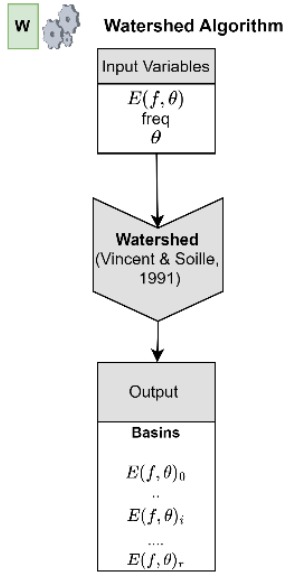 W
Watershed Algorithm
Input Variables
E(f, θ)
freq
θ
Watershed
(Vincent & Soille,
1991)
Output
Basins
E(f, θ)₀
..
E(f, θ)ᵢ
....
E(f, θ)ᵣ